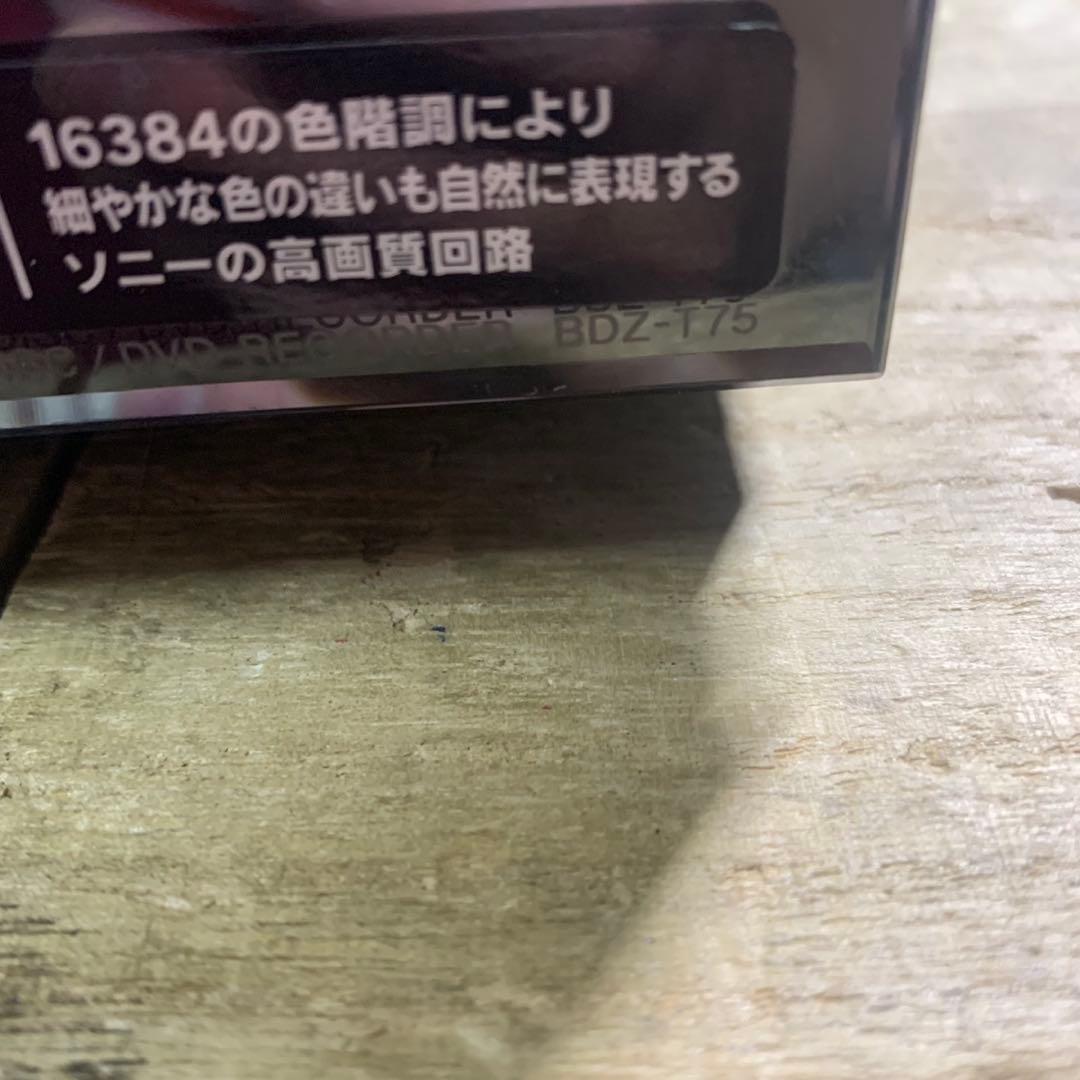 16384の色階調により
細やかな色の違いも自然に表現する
ソニーの高画質回路
/ DVD RECORDER BDZ-T75